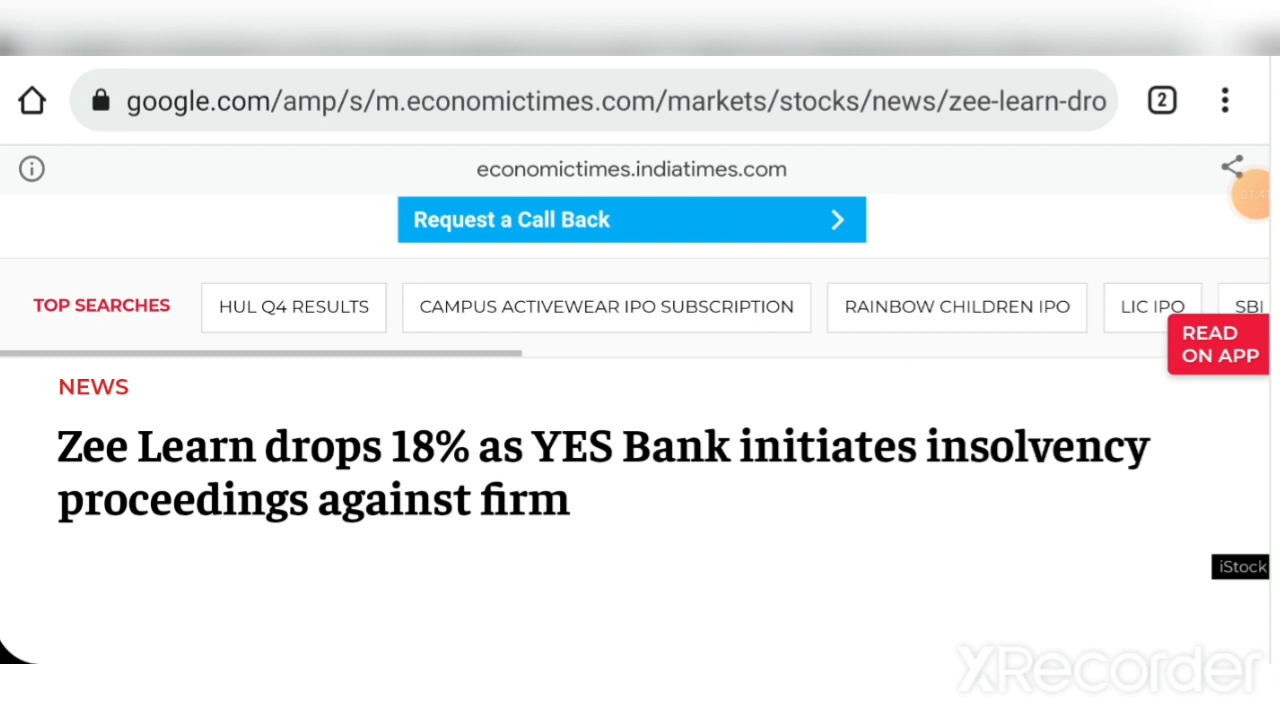 google.com/amp/s/m.economictimes.com/markets/stocks/news/zee-learn-dro
2
economictimes.indiatimes.com
Request a Call Back
TOP SEARCHES
HUL Q4 RESULTS
CAMPUS ACTIVEWEAR IPO SUBSCRIPTION
RAINBOW CHILDREN IPO
LIC IPO
SBI
READ
ON APP
NEWS
Zee Learn drops 18% as YES Bank initiates insolvency
proceedings against firm
iStock
XRecorder